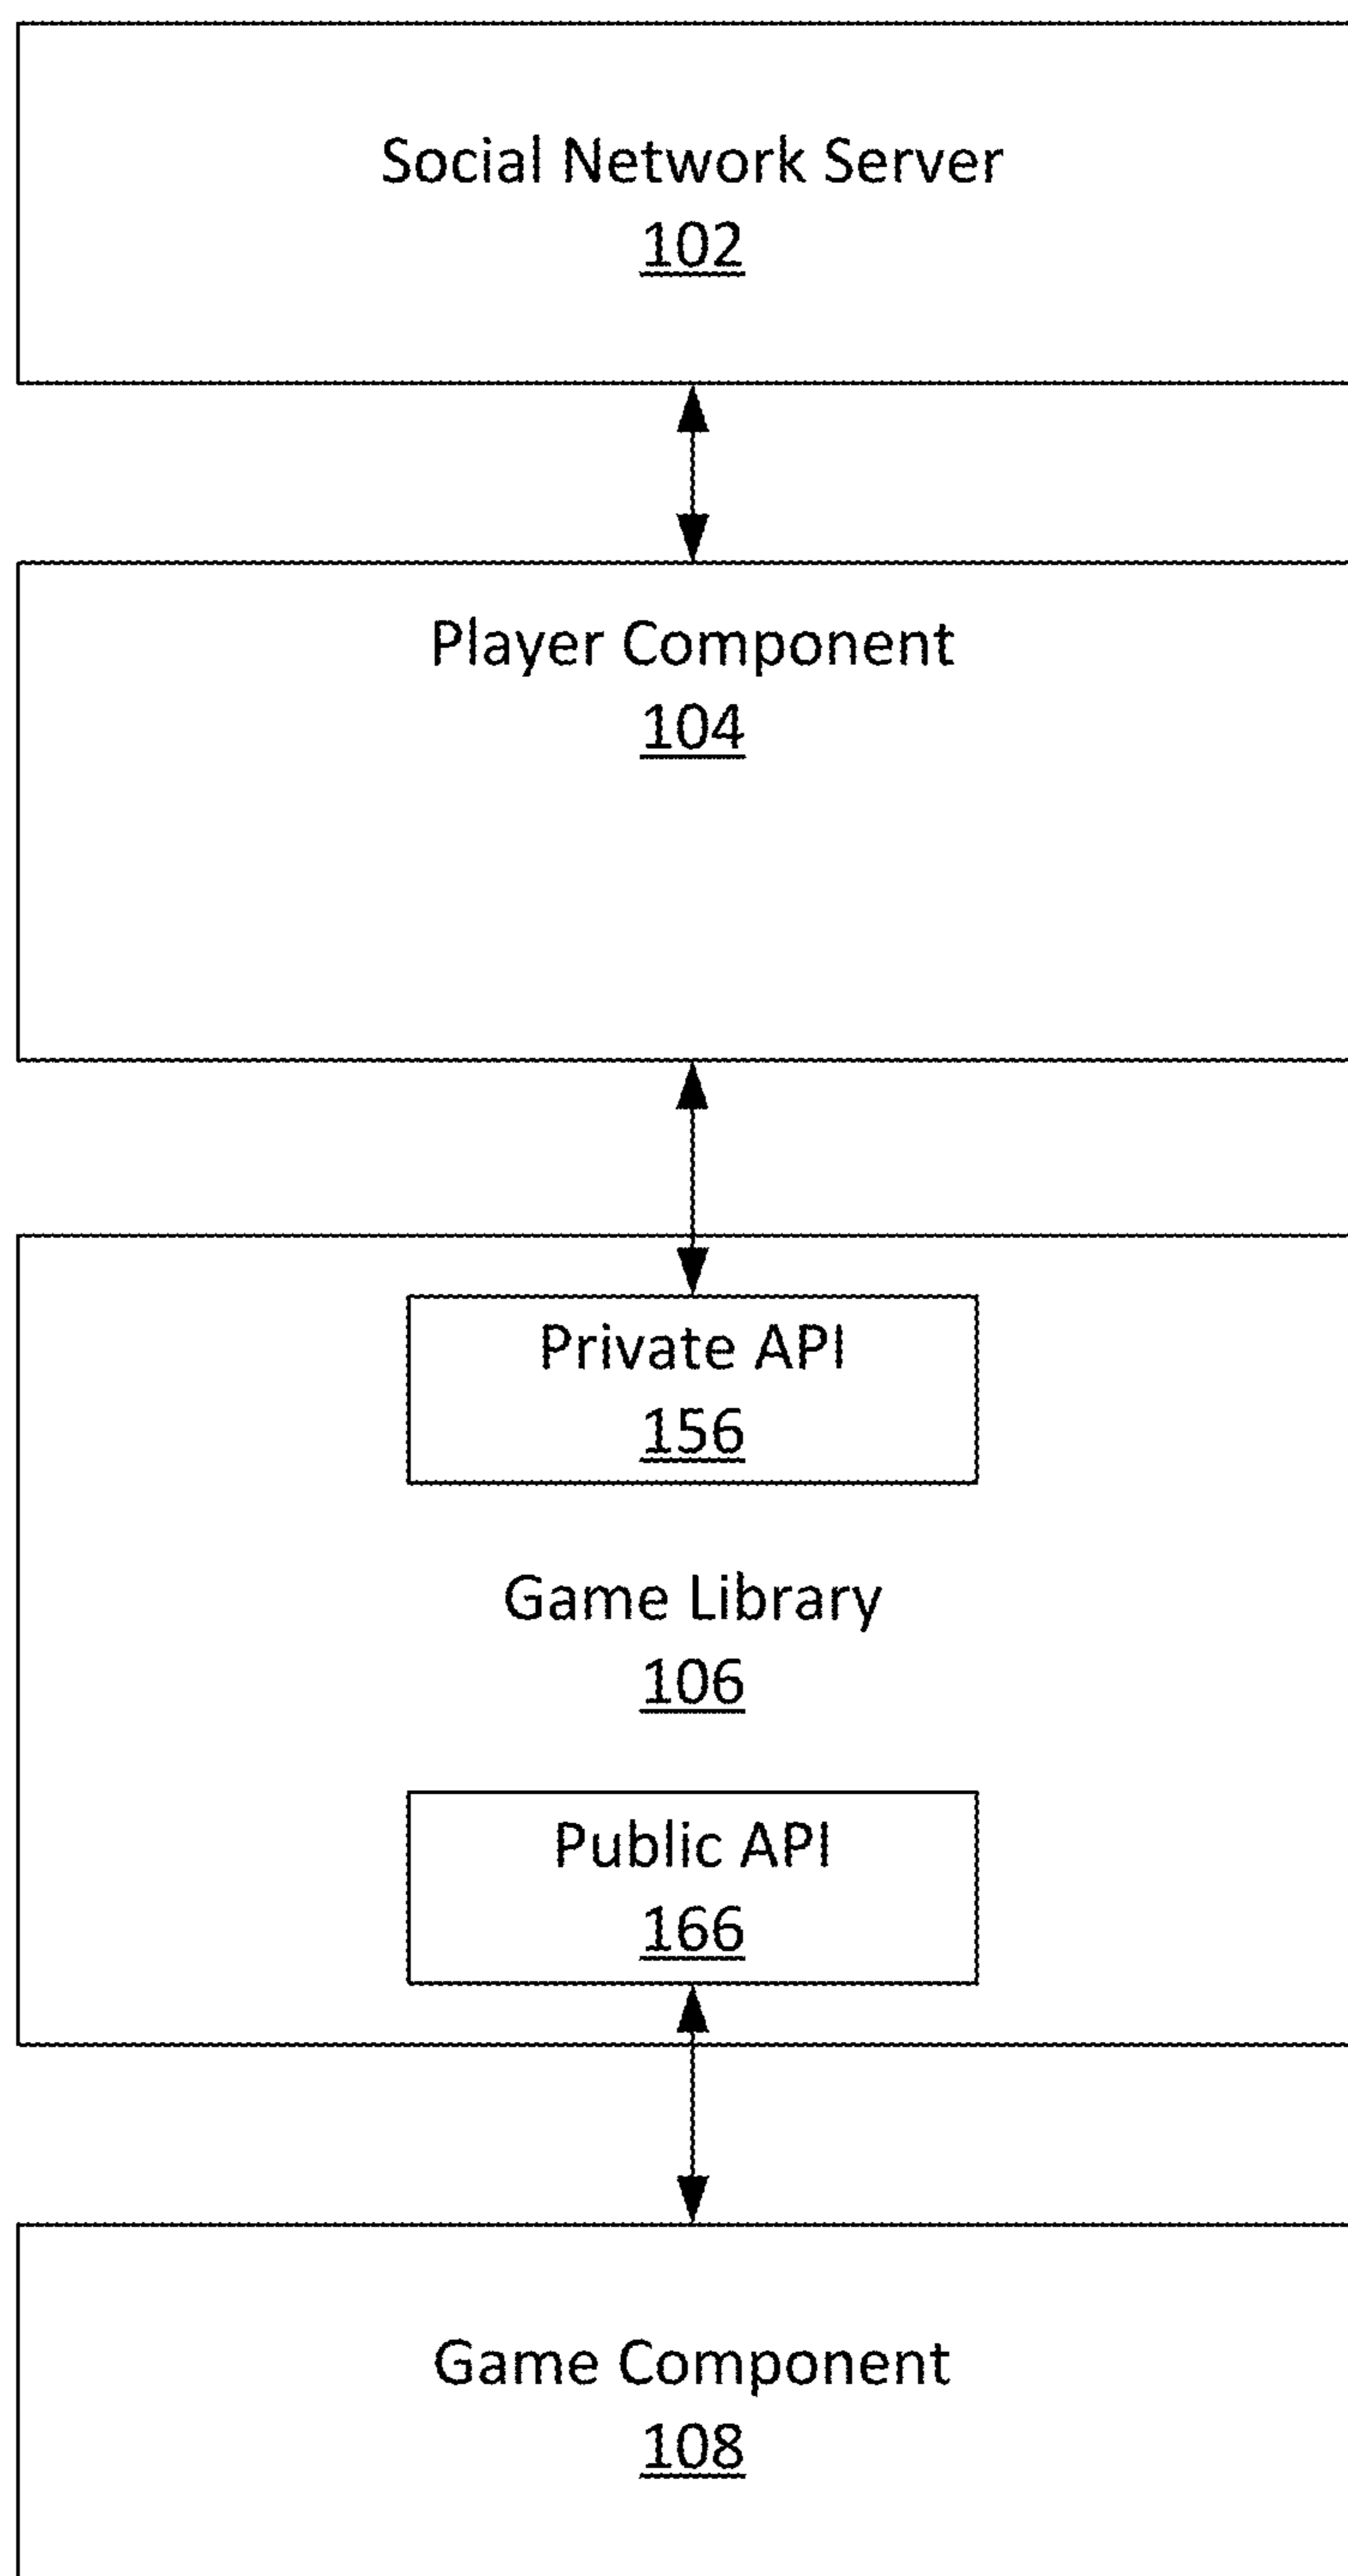 Social Network Server
102
Player Component
104
Private API
156
Game Library
106
Public API
166
Game Component
108